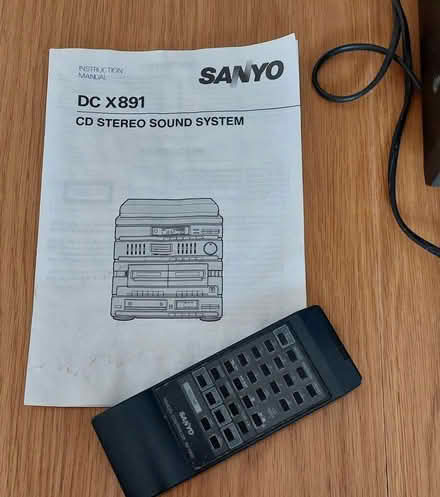 INSTRUCTION
MANUAL
SANYO
DC X891
CD STEREO SOUND SYSTEM
SANYO